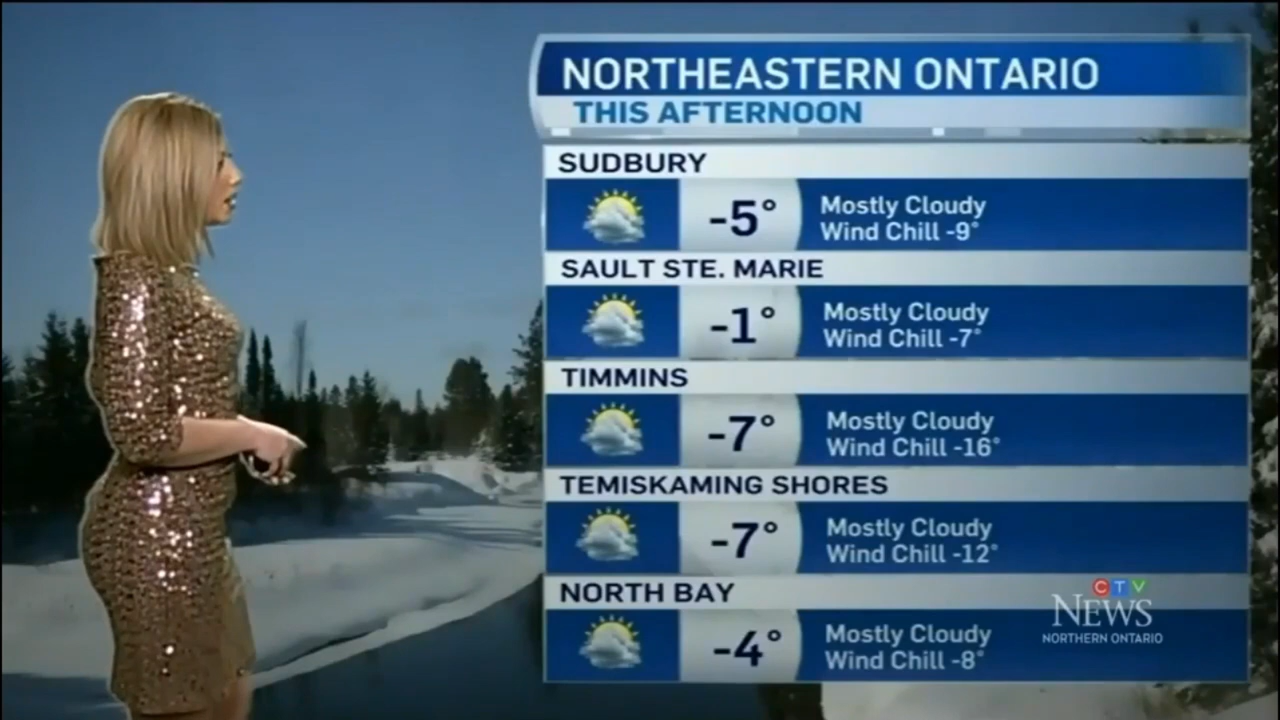 NORTHEASTERN ONTARIO
THIS AFTERNOON
SUDBURY
-5°
Mostly Cloudy
Wind Chill -9°
SAULT STE. MARIE
-1°
Mostly Cloudy
Wind Chill -7°
TIMMINS
-7°
Mostly Cloudy
Wind Chill -16°
TEMISKAMING SHORES
-7°
Mostly Cloudy
Wind Chill -12°
NORTH BAY
-4°
Mostly Cloudy
Wind Chill -8°
CTV
NEWS
NORTHERN ONTARIO